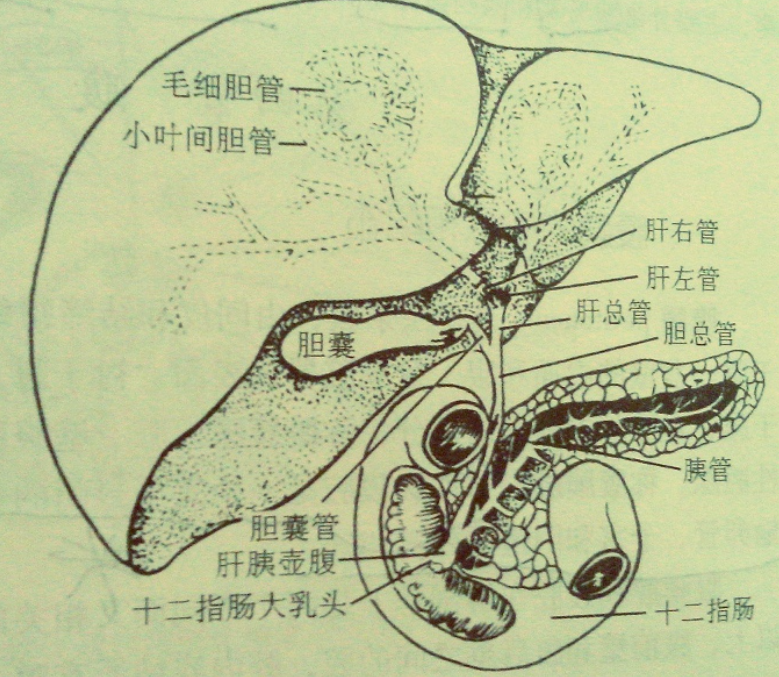 毛细胆管
小叶间胆管
肝右管
肝左管
肝总管
胆总管
胆囊
胰管
胆囊管
肝胰壶腹
十二指肠大乳头
十二指肠